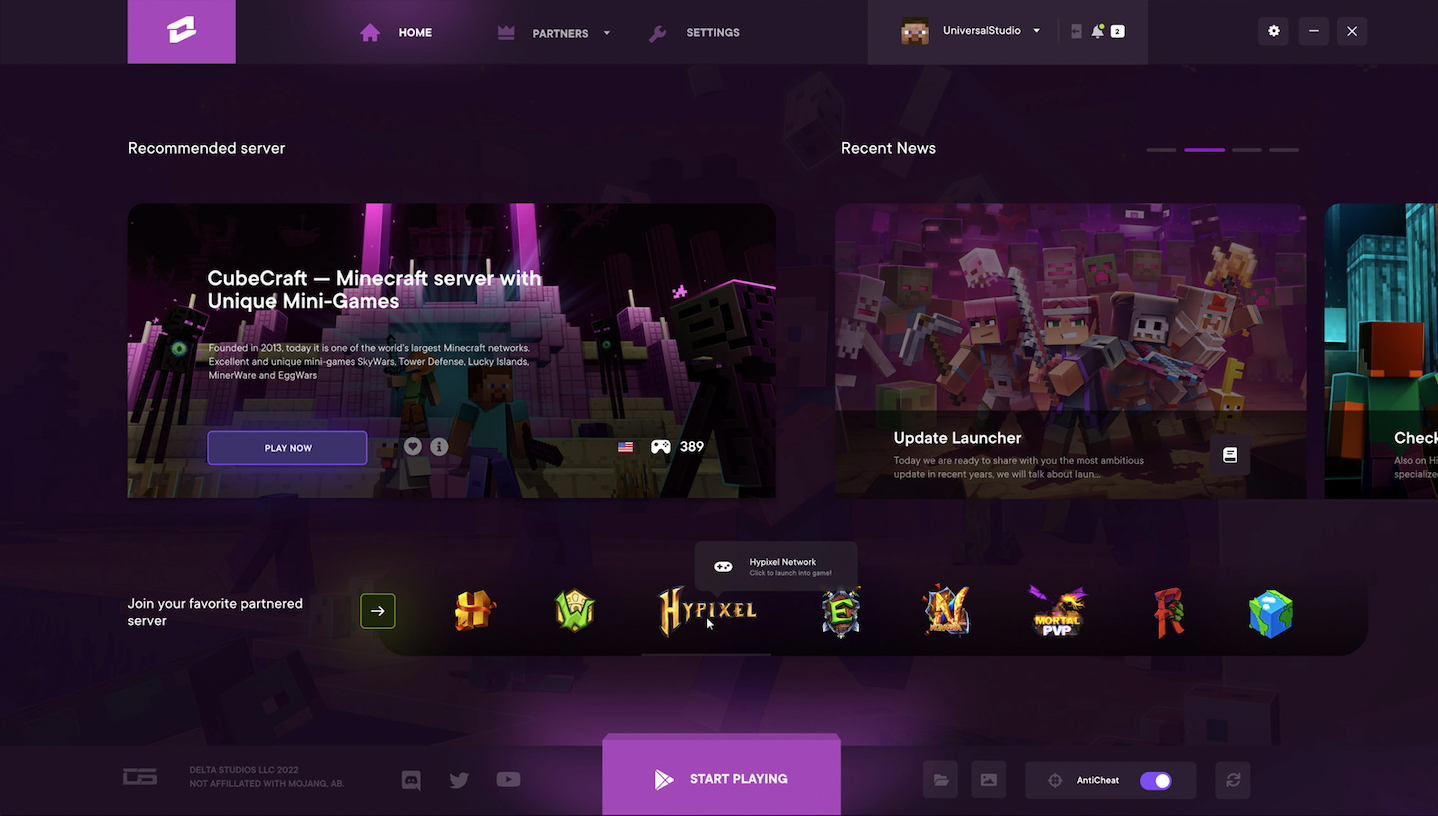 HOME
PARTNERS
SETTINGS
UniversalStudio
2
Recommended server
CubeCraft — Minecraft server with
Unique Mini-Games
Founded in 2013, today it is one of the world's largest Minecraft networks.
Excellent and unique mini-games SkyWars, Tower Defense, Lucky Islands,
MinerWare and EggWars
PLAY NOW
389
Recent News
Update Launcher
Today we are ready to share with you the most ambitious
update in recent years, we will talk about laun...
Check
Also on Hi
specialize
Join your favorite partnered
server
Hypixel Network
Click to launch into game!
H
W
HYPIXEL
E
N
MORTAL
PVP
R
DELTA STUDIOS LLC 2022
NOT AFFILLATED WITH MOJANG, AB.
START PLAYING
AntiCheat